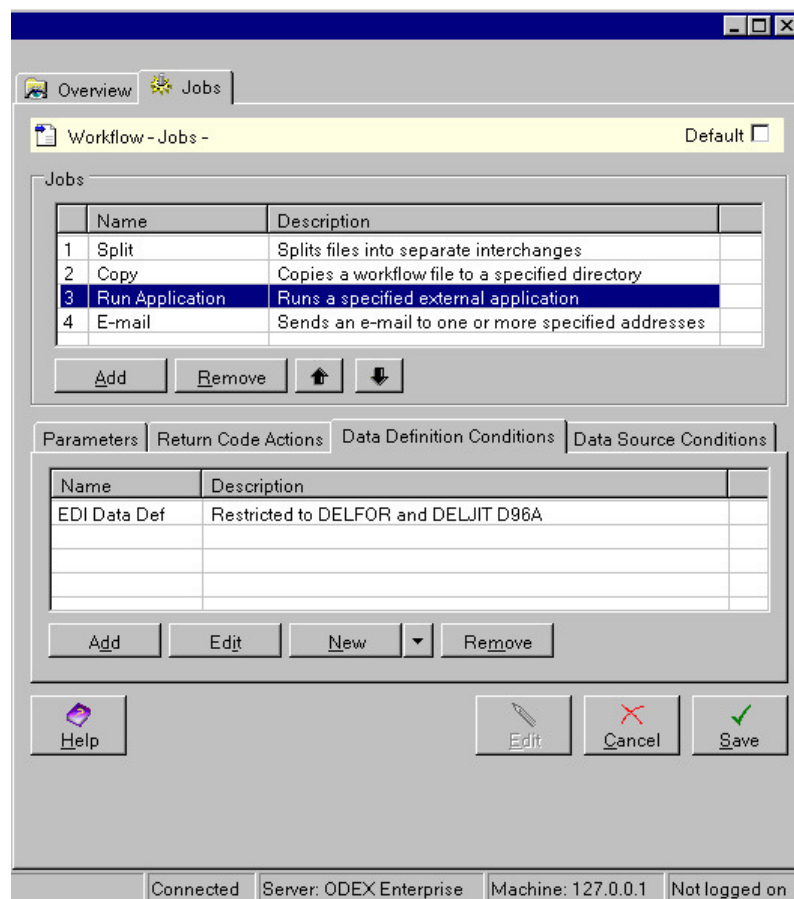 Overview Jobs
Workflow - Jobs - Default
Jobs
Name Description
1 Split Splits files into separate interchanges
2 Copy Copies a workflow file to a specified directory
3 Run Application Runs a specified external application
4 E-mail Sends an e-mail to one or more specified addresses
Add Remove
Parameters Return Code Actions Data Definition Conditions Data Source Conditions
Name Description
EDI Data Def Restricted to DELFOR and DELJIT D96A
Add Edit New Remove
Help Edit Cancel Save
Connected Server: ODEX Enterprise Machine: 127.0.0.1 Not logged on